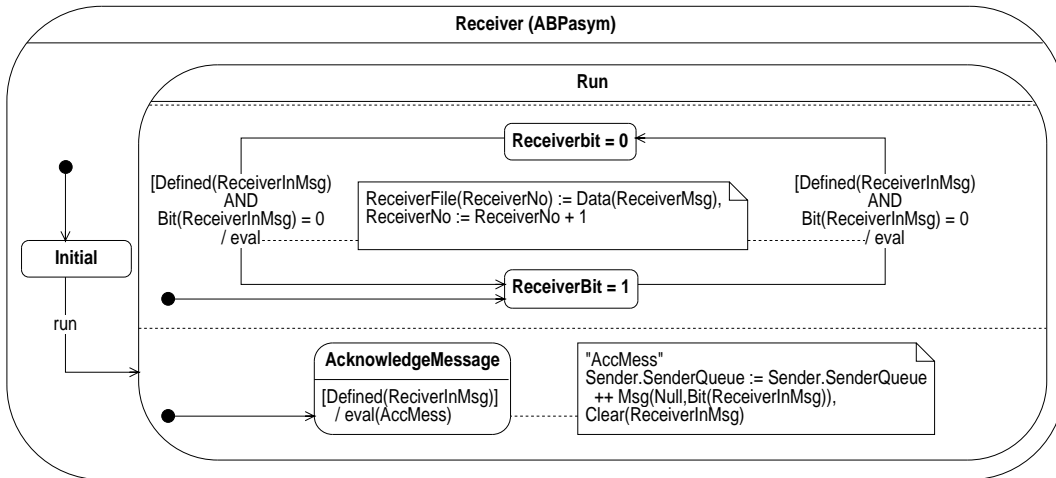 Receiver (ABPasym)
Run
Receiverbit = 0
[Defined(ReceiverInMsg)
AND
Bit(ReceiverInMsg) = 0
/ eval
ReceiverFile(ReceiverNo) := Data(ReceiverMsg),
ReceiverNo := ReceiverNo + 1
[Defined(ReceiverInMsg)
AND
Bit(ReceiverInMsg) = 0
/ eval
Initial
ReceiverBit = 1
run
AcknowledgeMessage
[Defined(ReciverInMsg)]
/ eval(AccMess)
"AccMess"
Sender.SenderQueue := Sender.SenderQueue
++ Msg(Null,Bit(ReceiverInMsg)),
Clear(ReceiverInMsg)